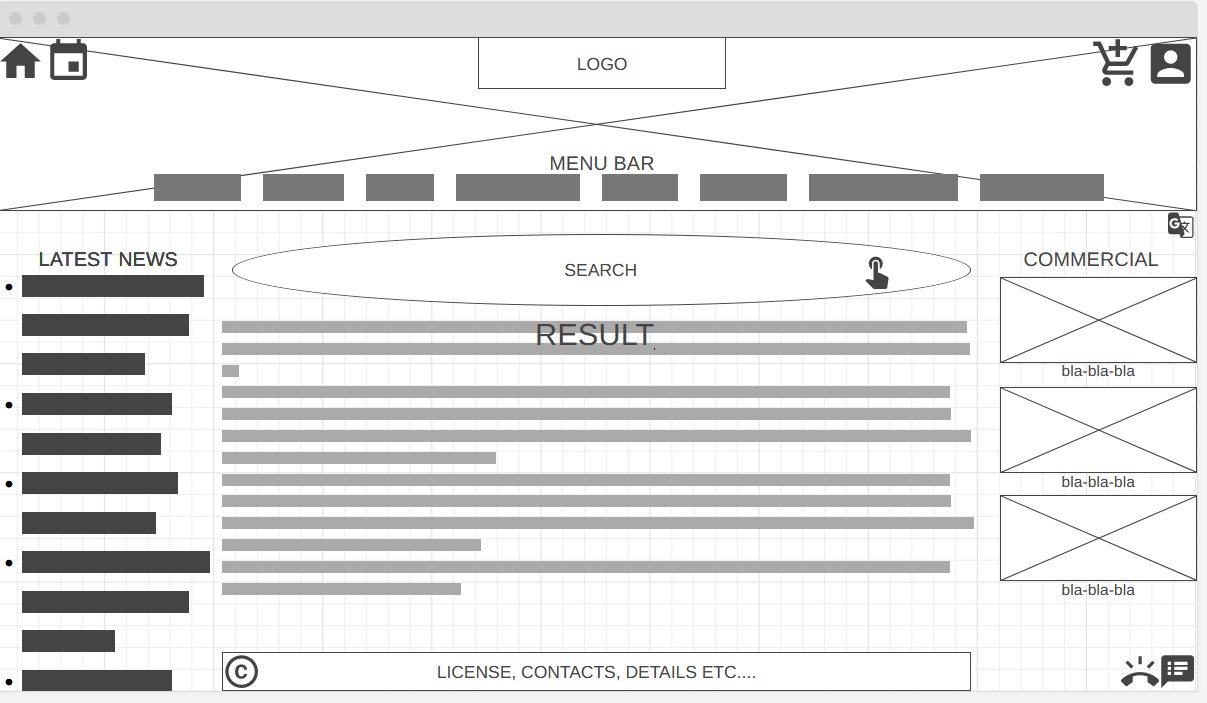 LOGO
MENU BAR
LATEST NEWS
SEARCH
COMMERCIAL
RESULT.
bla-bla-bla
bla-bla-bla
bla-bla-bla
© LICENSE, CONTACTS, DETAILS ETC....